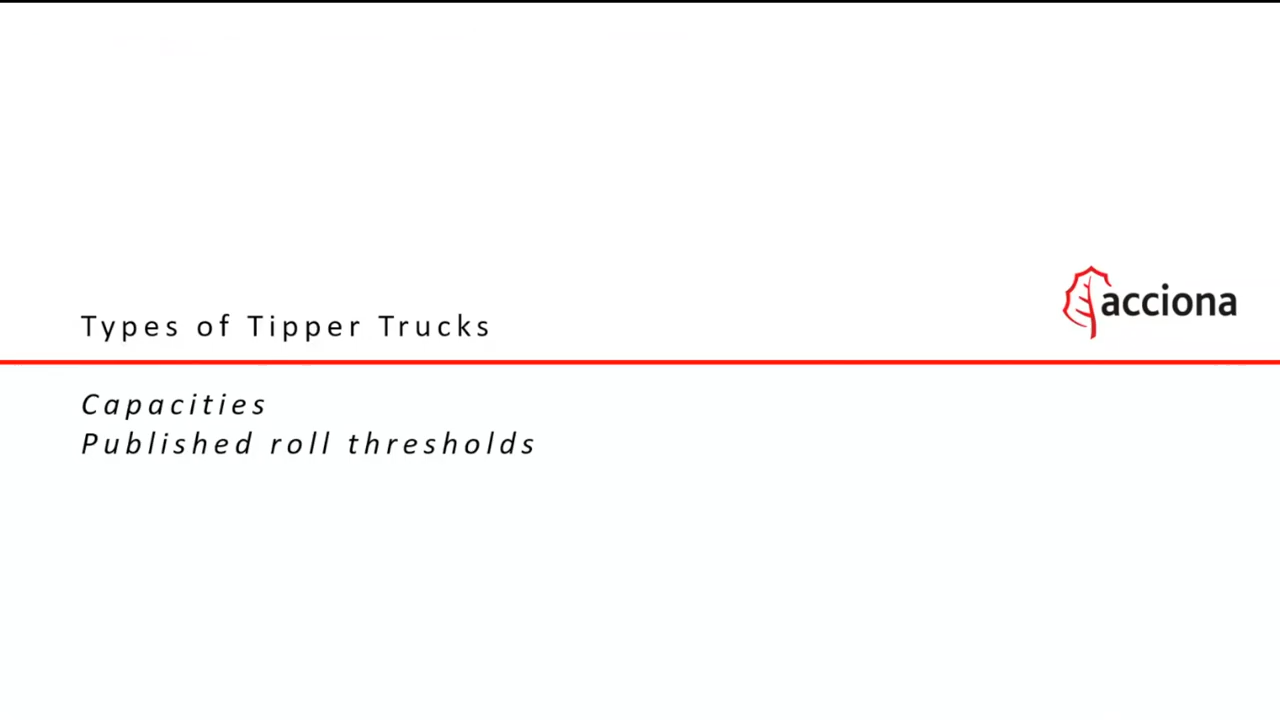 acciona
Types of Tipper Trucks
Capacities
Published roll thresholds